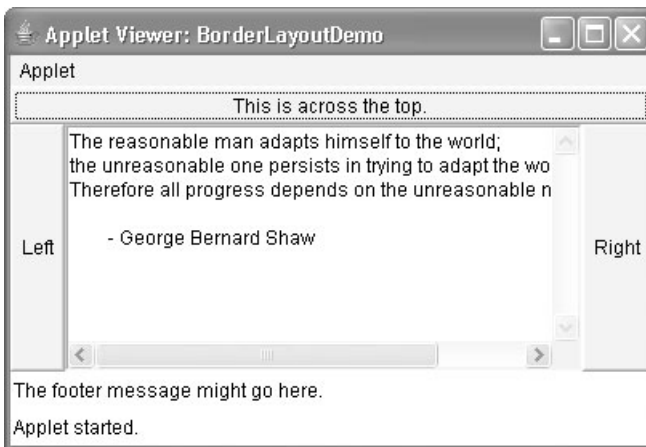 Applet Viewer: BorderLayoutDemo
Applet
This is across the top.
Left
The reasonable man adapts himself to the world;
the unreasonable one persists in trying to adapt the wo
Therefore all progress depends on the unreasonable n
- George Bernard Shaw
Right
The footer message might go here.
Applet started.